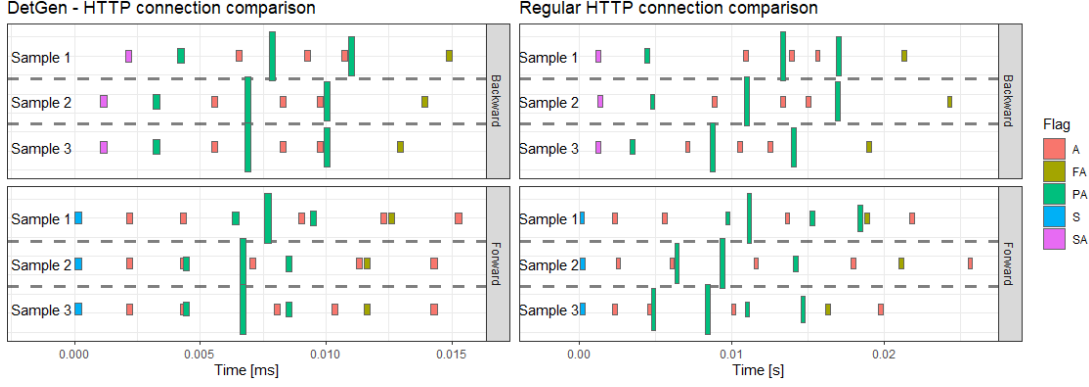 DetGen - HTTP connection comparison
Regular HTTP connection comparison
Sample 1
Sample 2
Sample 3
Backward
Sample 1
Sample 2
Sample 3
Backward
Sample 1
Sample 2
Sample 3
Forward
Sample 1
Sample 2
Sample 3
Forward
0.000
0.005
0.010
0.015
Time [ms]
0.00
0.01
0.02
Time [s]
Flag
A
FA
PA
S
SA